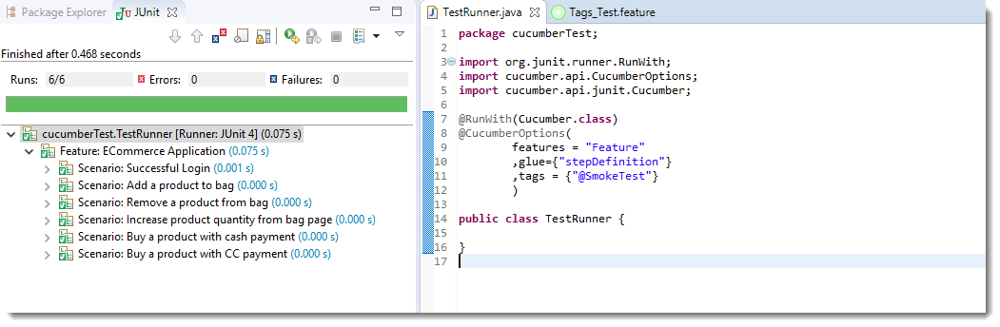 Package Explorer JUnit
Finished after 0.468 seconds
Runs: 6/6 Errors: 0 Failures: 0
cucumberTest.TestRunner [Runner: JUnit 4] (0.075 s)
Feature: ECommerce Application (0.075 s)
Scenario: Successful Login (0.001 s)
Scenario: Add a product to bag (0.000 s)
Scenario: Remove a product from bag (0.000 s)
Scenario: Increase product quantity from bag page (0.000 s)
Scenario: Buy a product with cash payment (0.000 s)
Scenario: Buy a product with CC payment (0.000 s)
TestRunner.java Tags_Test.feature
1 package cucumberTest;
2
3 import org.junit.runner.RunWith;
4 import cucumber.api.CucumberOptions;
5 import cucumber.api.junit.Cucumber;
6
7 @RunWith(Cucumber.class)
8 @CucumberOptions(
9 features = "Feature"
10 ,glue={"stepDefinition"}
11 ,tags = {"@SmokeTest"}
12 )
13
14 public class TestRunner {
15
16 }
17